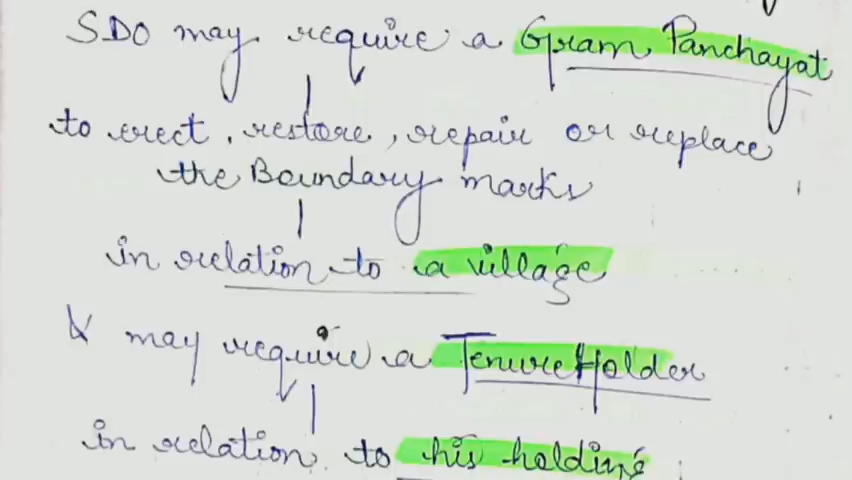 SDO may require a Gram Panchayat
to erect, restore, repair or replace
the Boundary marks
in relation to a village
& may require a Tenure Holder
in relation to his holding